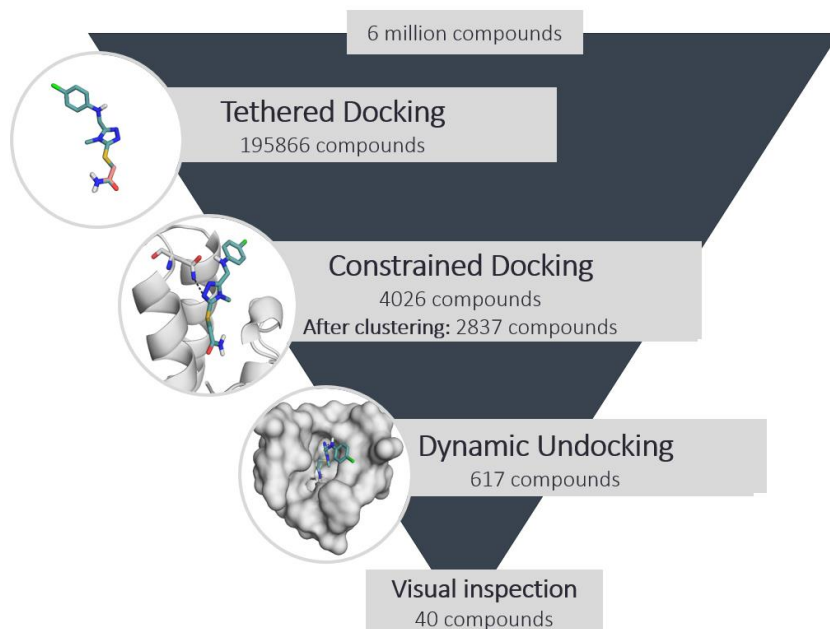 6 million compounds
Tethered Docking
195866 compounds
Constrained Docking
4026 compounds
After clustering: 2837 compounds
Dynamic Undocking
617 compounds
Visual inspection
40 compounds